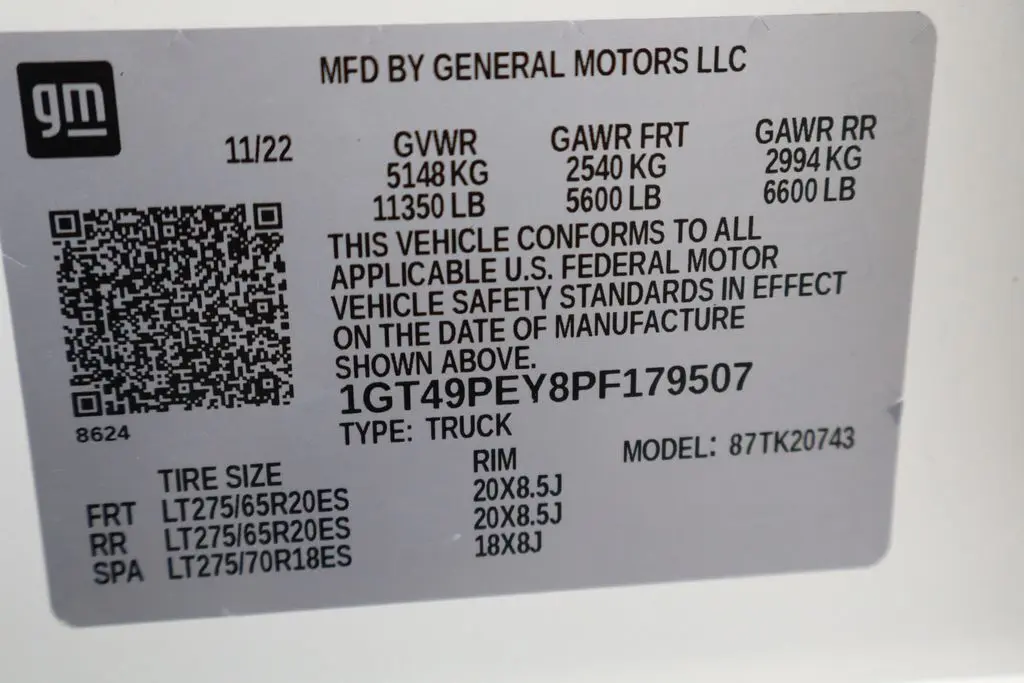 gm
MFD BY GENERAL MOTORS LLC
11/22 GVWR GAWR FRT GAWR RR
5148 KG 2540 KG 2994 KG
11350 LB 5600 LB 6600 LB
THIS VEHICLE CONFORMS TO ALL
APPLICABLE U.S. FEDERAL MOTOR
VEHICLE SAFETY STANDARDS IN EFFECT
ON THE DATE OF MANUFACTURE
SHOWN ABOVE.
1GT49PEY8PF179507
8624
TYPE: TRUCK MODEL: 87TK20743
TIRE SIZE RIM
FRT LT275/65R20ES 20X8.5J
RR LT275/65R20ES 20X8.5J
SPA LT275/70R18ES 18X8J